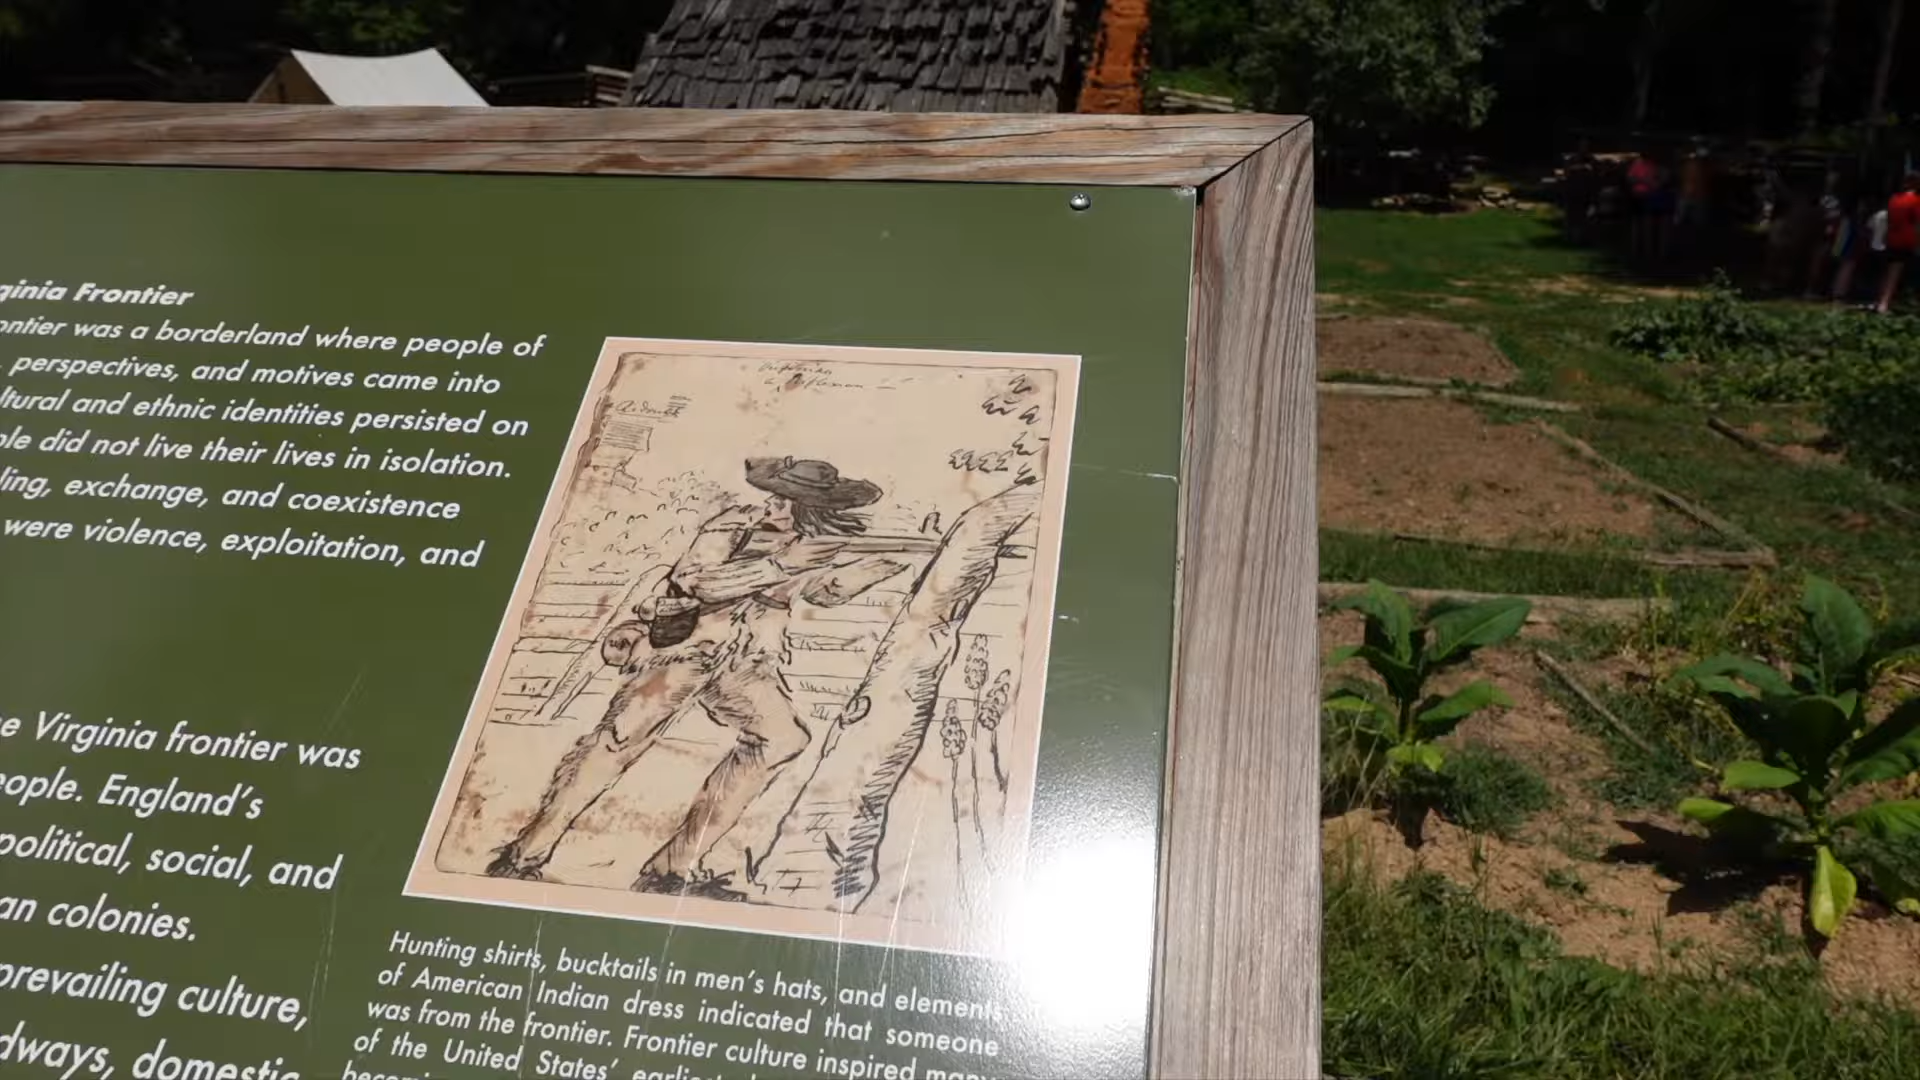 ginia Frontier
ontier was a borderland where people of
, perspectives, and motives came into
ltural and ethnic identities persisted on
ple did not live their lives in isolation.
ling, exchange, and coexistence
were violence, exploitation, and
e Virginia frontier was
eople. England's
political, social, and
an colonies.
prevailing culture,
dways, domestic
Hunting shirts, bucktails in men's hats, and elements
of American Indian dress indicated that someone
was from the frontier. Frontier culture inspired many
of the United States' earliest